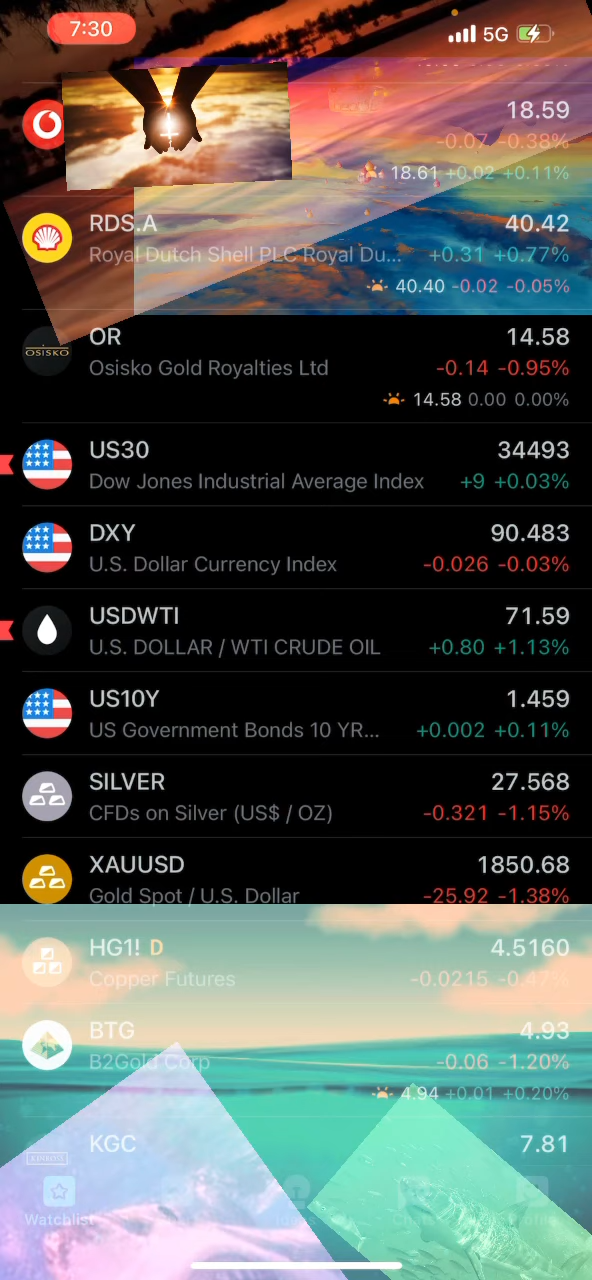 7:30
5G
18.59
-0.07 -0.38%
18.61 +0.02 +0.11%
RDS.A
40.42
Royal Dutch Shell PLC Royal Du...
+0.31 +0.77%
40.40 -0.02 -0.05%
OR
14.58
OSISKO
Osisko Gold Royalties Ltd
-0.14 -0.95%
14.58 0.00 0.00%
US30
34493
Dow Jones Industrial Average Index
+9 +0.03%
DXY
90.483
U.S. Dollar Currency Index
-0.026 -0.03%
USDWTI
71.59
U.S. DOLLAR / WTI CRUDE OIL
+0.80 +1.13%
US10Y
1.459
US Government Bonds 10 YR...
+0.002 +0.11%
SILVER
27.568
CFDs on Silver (US$ / OZ)
-0.321 -1.15%
XAUUSD
1850.68
Gold Spot / U.S. Dollar
-25.92 -1.38%
HG1! D
4.5160
Copper Futures
-0.0215 -0.47%
BTG
4.93
B2Gold Corp
-0.06 -1.20%
4.94 +0.01 +0.20%
KGC
7.81
KINROSS
Watchlist